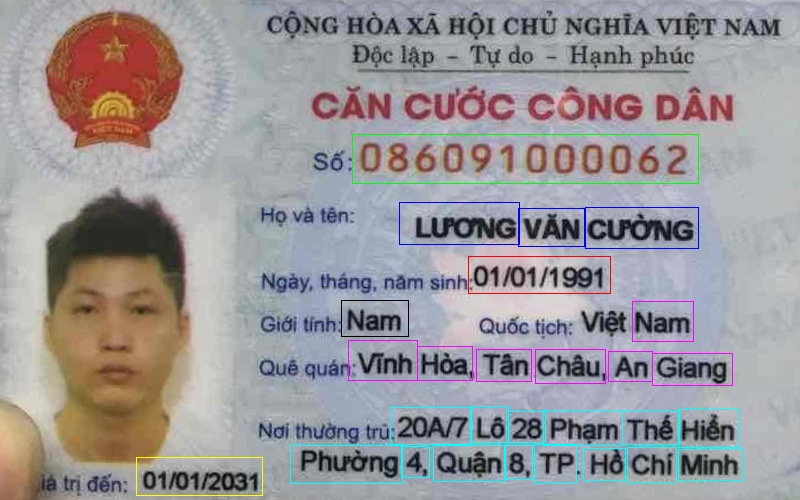 CỘNG HÒA XÃ HỘI CHỦ NGHĨA VIỆT NAM
Độc lập - Tự do - Hạnh phúc
CĂN CƯỚC CÔNG DÂN
Số: 086091000062
Họ và tên: LƯƠNG VĂN CƯỜNG
Ngày, tháng, năm sinh: 01/01/1991
Giới tính: Nam Quốc tịch: Việt Nam
Quê quán: Vĩnh Hòa, Tân Châu, An Giang
Nơi thường trú: 20A/7 Lô 28 Phạm Thế Hiển
Phường 4, Quận 8, TP. Hồ Chí Minh
iá trị đến: 01/01/2031
VIỆT NAM